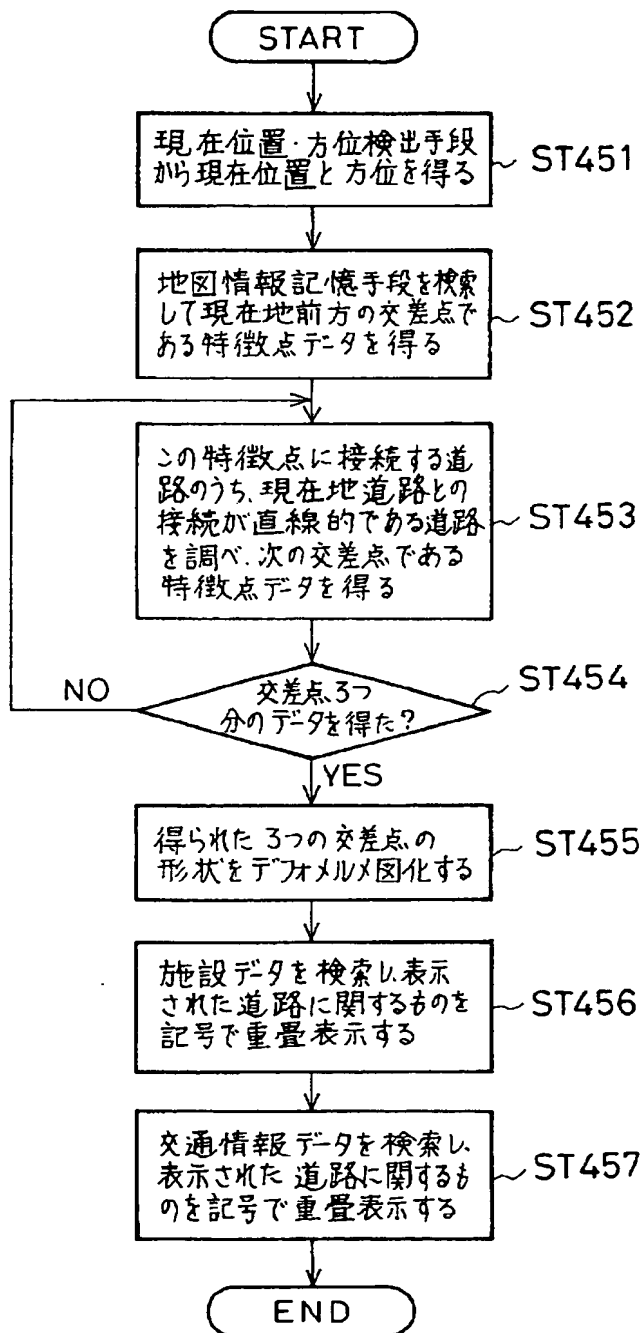 START
現在位置・方位検出手段
から現在位置と方位を得る
ST451
地図情報記憶手段を検索
して現在地前方の交差点で
ある特徴点データを得る
ST452
この特徴点に接続する道
路のうち、現在地道路との
接続が直線的である道路
を調べ、次の交差点である
特徴点データを得る
ST453
交差点3つ
分のデータを得た?
ST454
NO
YES
得られた3つの交差点の
形状をデフォメルメ図化する
ST455
施設データを検索し、表示
された道路に関するものを
記号で重畳表示する
ST456
交通情報データを検索し、
表示された道路に関するも
のを記号で重畳表示する
ST457
END